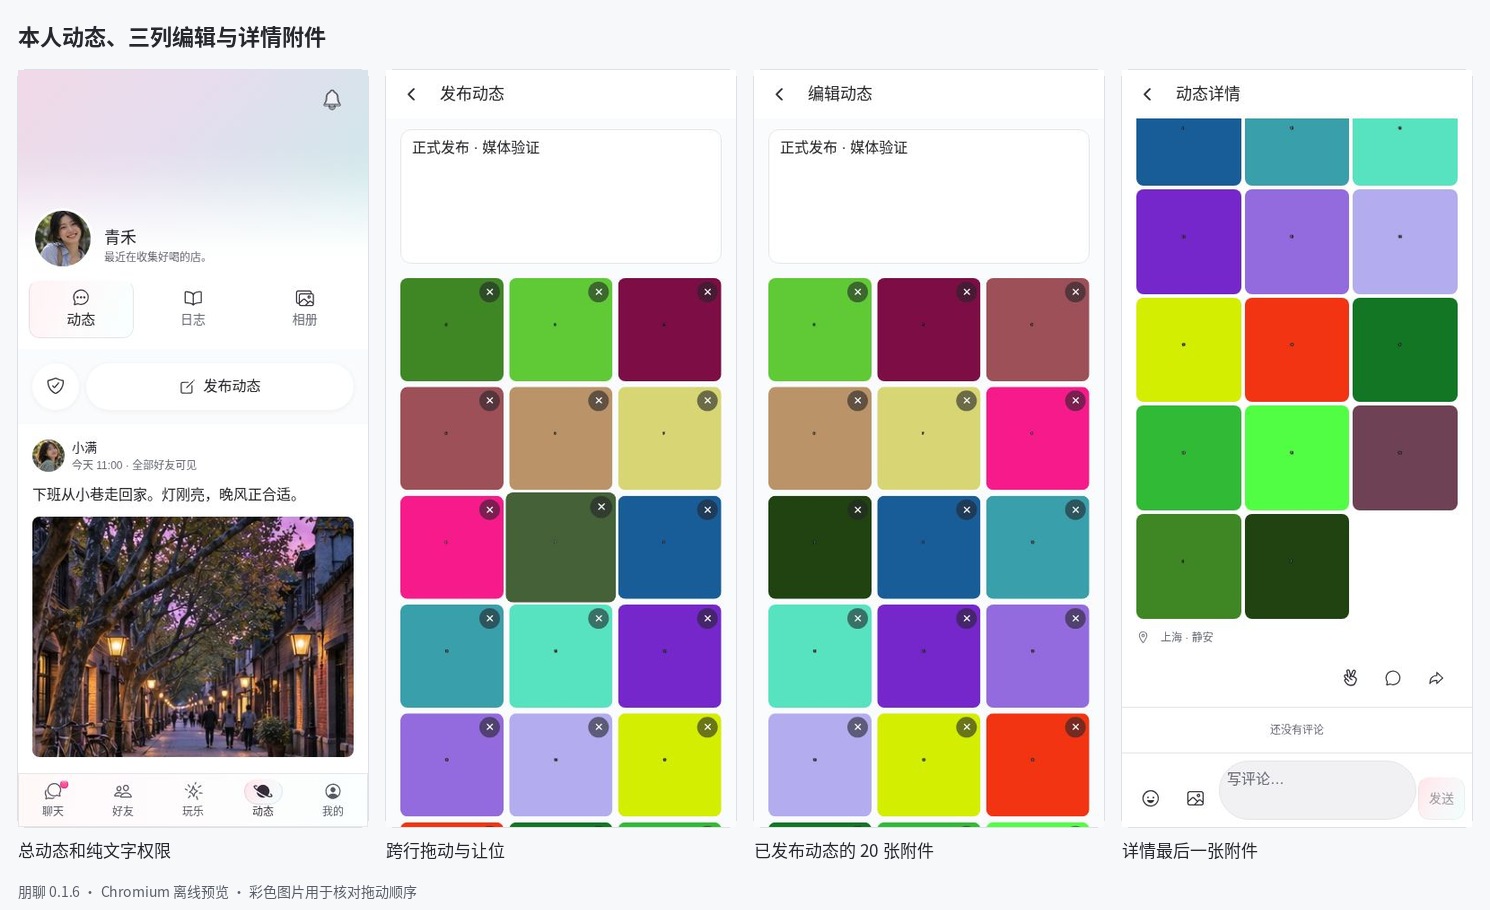 本人动态、三列编辑与详情附件
青禾
最近在收集好喝的店。
动态
日志
相册
发布动态
小满
今天 11:00 · 全部好友可见
下班从小巷走回家。灯刚亮，晚风正合适。
聊天
好友
玩乐
动态
我的
总动态和纯文字权限
发布动态
正式发布 · 媒体验证
跨行拖动与让位
编辑动态
正式发布 · 媒体验证
已发布动态的 20 张附件
动态详情
上海 · 静安
还没有评论
写评论...
发送
详情最后一张附件
朋聊 0.1.6 · Chromium 离线预览 · 彩色图片用于核对拖动顺序